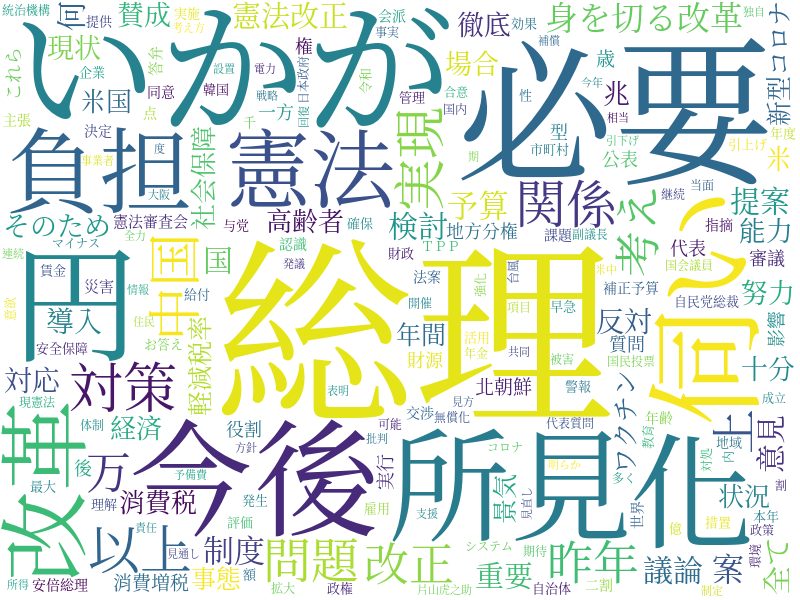 統治機構
提供
実施
考え方
憲法改正
会派
事実
徹底
効果
身を切る改革
独自
これら
賛成
何
現状
企業
答弁
権
補償
いかが
必要
場合
歳
新型コロナ
米国
同意
韓国
設置
電力
戦略
回復
日本政府
令和
合意
管理
性
国内
兆
今年
相当
主張
点
決定
一方
千
型
市町村
引下げ
引上げ
年度
米
負担
憲法
実現
社会保障
事業者
度
大阪
期
公表
関係
予算
継続
当面
提案
そのため
憲法審査会
与党
高齢者
確保
検討
地方分権
課題
副議長
考え
代表
指摘
能力
マイナス
全力
認識
財政
TPP
連続
発議
円
中国
国
総理
伺い
審議
国会議員
米中
台風
強化
法案
賃金
災害
情報
給付
開催
項目
早急
補正予算
自民党総裁
努力
意欲
導入
住民
お答え
年間
活用
反対
質問
影響
安全保障
軽減税率
財源
年金
共同
被害
国民投票
十分
対応
対策
表明
北朝鮮
警報
成立
現憲法
体制
経済
役割
交渉
見方
無償化
可能
代表質問
年齢
士
改革
万
今後
所見
化
ワクチン
教育
地域
意見
後
方針
批判
コロナ
明らか
多く
対処
内
予備費
実行
最大
理解
消費税
発生
雇用
景気
支援
見直し
世界
状況
責任
評価
億
措置
本年
以上
制度
問題
改正
昨年
議論
案
全て
政策
環境
見通し
システム
期待
重要
所得
安倍総理
消費増税
事態
額
拡大
政権
片山虎之助
自治体
二割
制定